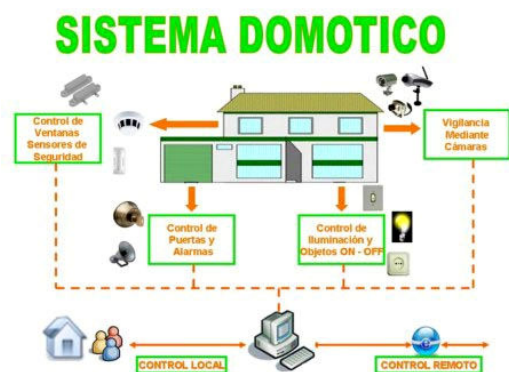 SISTEMA DOMOTICO
Control de
Ventanas
Sensores de
Seguridad
Vigilancia
Mediante
Cámaras
Control de
Puertas y
Alarmas
Control de
Iluminación y
Objetos ON - OFF
CONTROL LOCAL
CONTROL REMOTO